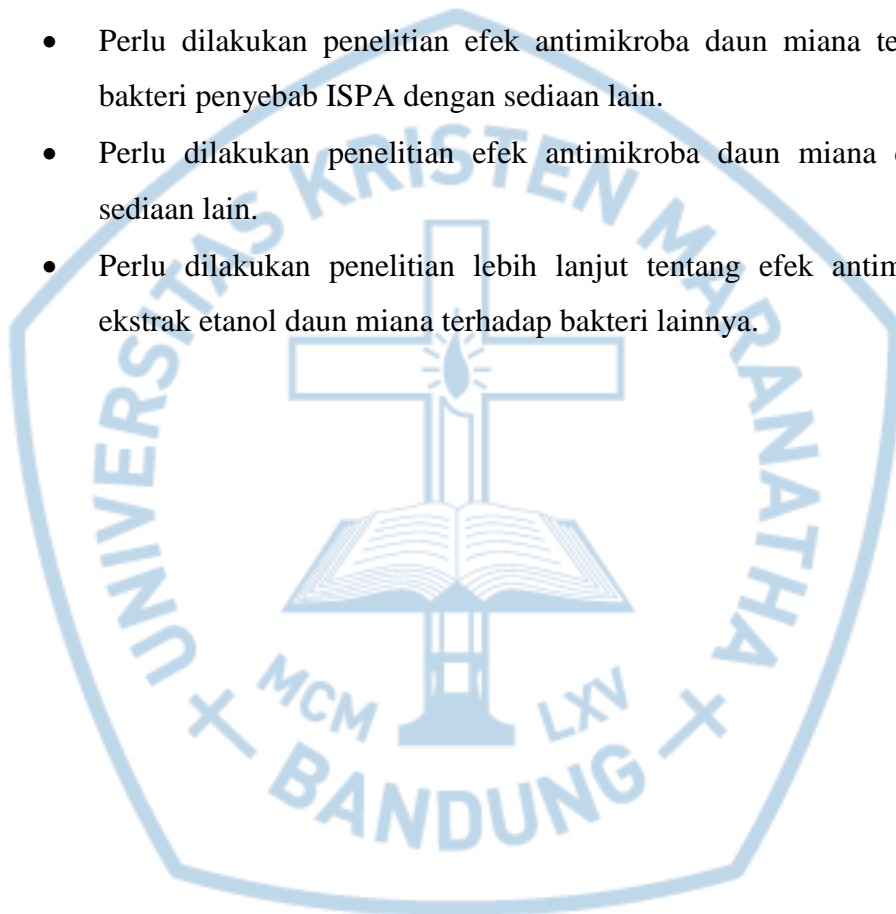 • Perlu dilakukan penelitian efek antimikroba daun miana
bakteri penyebab ISPA dengan sediaan lain.
• Perlu dilakukan penelitian efek antimikroba daun miana
sediaan lain.
• Perlu dilakukan penelitian lebih lanjut tentang efek
ekstrak etanol daun miana terhadap bakteri lainnya.
UNIVERSITAS KRISTEN MARANATHA
MCM LXV
BANDUNG